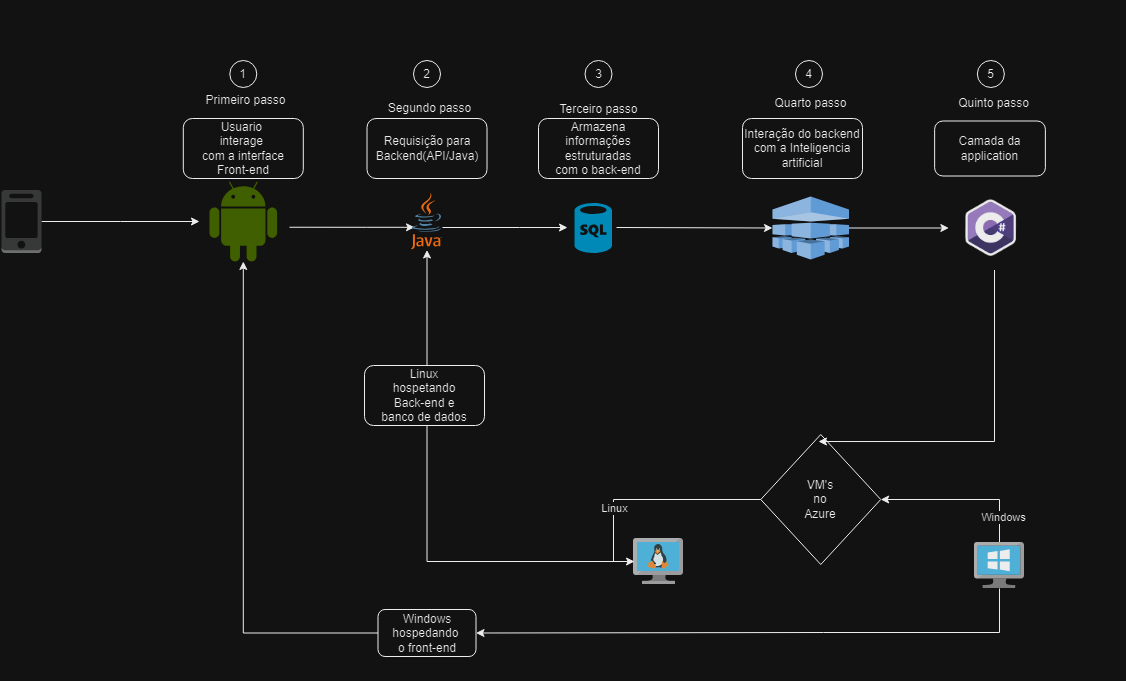 1
Primeiro passo
Usuario
interage
com a interface
Front-end
2
Segundo passo
Requisição para
Backend(API/Java)
Java
3
Terceiro passo
Armazena
informações
estruturadas
com o back-end
SQL
4
Quarto passo
Interação do backend
com a Inteligencia
artificial
5
Quinto passo
Camada da
application
C#
Linux
hospetando
Back-end e
banco de dados
VM's
no
Azure
Linux
Windows
Windows
hospedando
o front-end